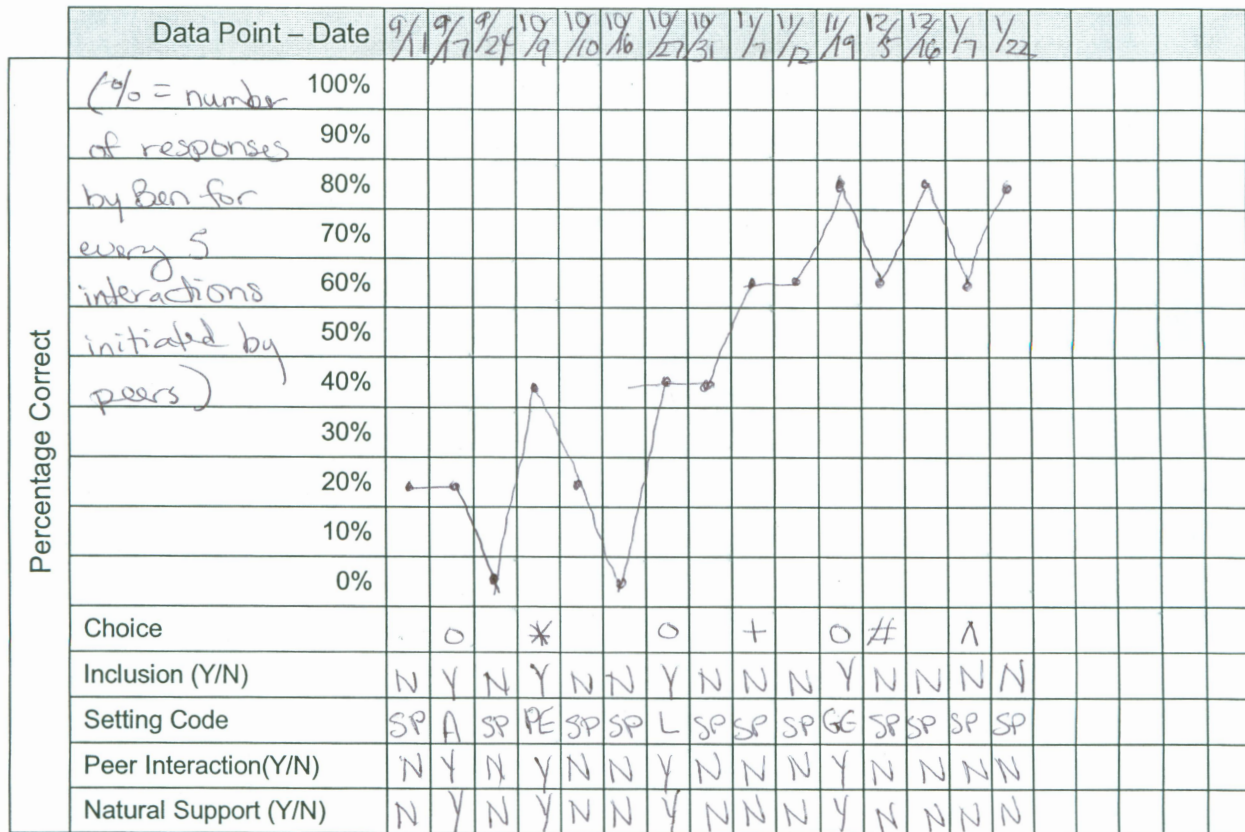 Data Point – Date 9/11 9/17 9/24 10/9 10/10 10/16 10/27 10/31 11/7 11/12 11/19 12/5 12/16 1/7 1/22
Percentage Correct
(% = number 100%
of responses 90%
by Ben for 80%
every 5 70%
interactions 60%
initiated by 50%
peers) 40%
30%
20%
10%
0%
Choice O * O + O # Λ
Inclusion (Y/N) N Y N Y N N Y N N N Y N N N N
Setting Code SP A SP PE SP SP L SP SP SP GE SP SP SP SP
Peer Interaction(Y/N) N Y N Y N N Y N N N Y N N N N
Natural Support (Y/N) N Y N Y N N Y N N N Y N N N N